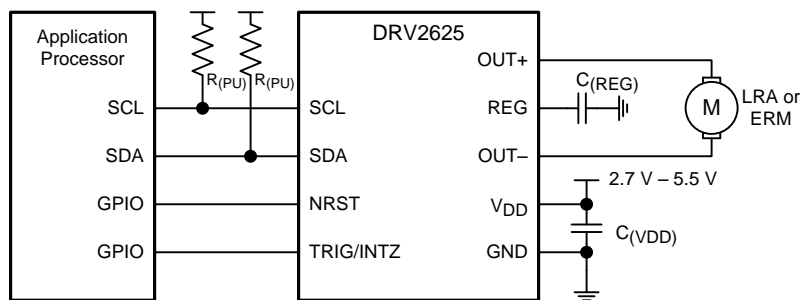 Application
Processor
SCL
SDA
GPIO
GPIO
R(PU)
R(PU)
DRV2625
SCL
SDA
NRST
TRIG/INTZ
OUT+
REG
OUT–
VDD
GND
C(REG)
M
LRA or
ERM
2.7 V – 5.5 V
C(VDD)